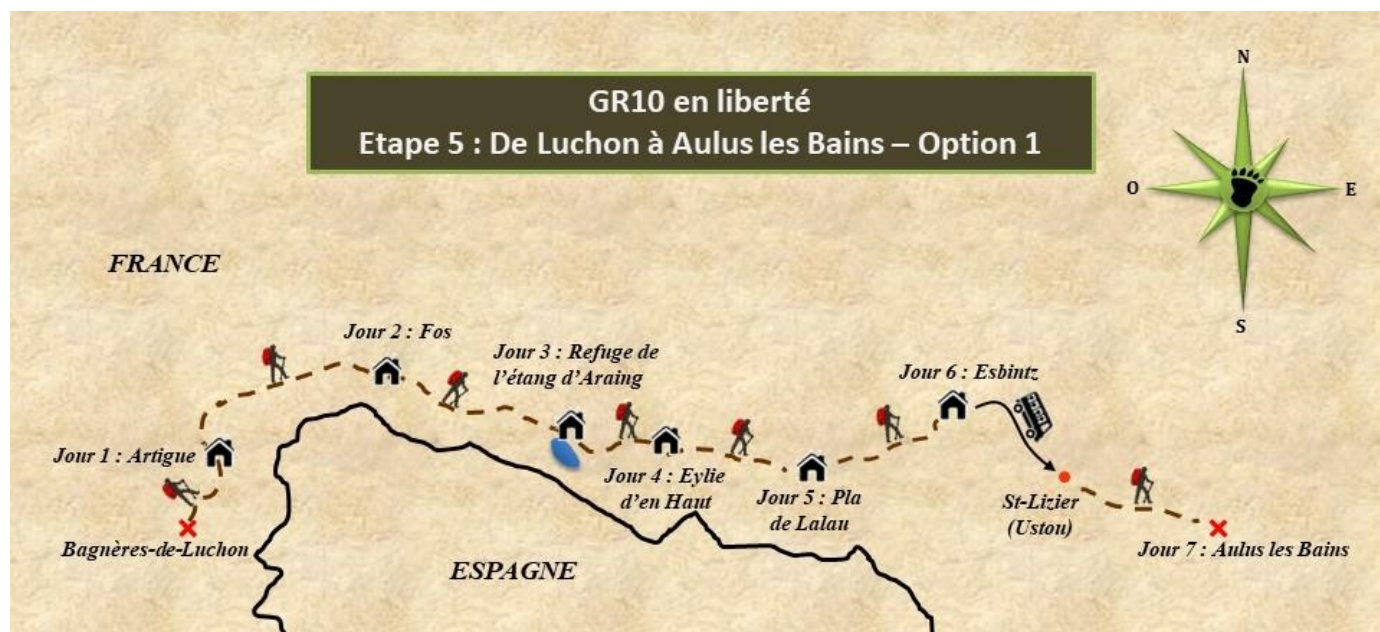 GR10 en liberté
Etape 5 : De Luchon à Aulus les Bains – Option 1
N
O
E
S
FRANCE
Jour 2 : Fos
Jour 3 : Refuge de
l'étang d'Araing
Jour 6 : Esbintz
Jour 1 : Artigue
Jour 4 : Eylie
d'en Haut
Jour 5 : Pla
de Lalau
St-Lizier
(Ustou)
Bagnères-de-Luchon
Jour 7 : Aulus les Bains
ESPAGNE